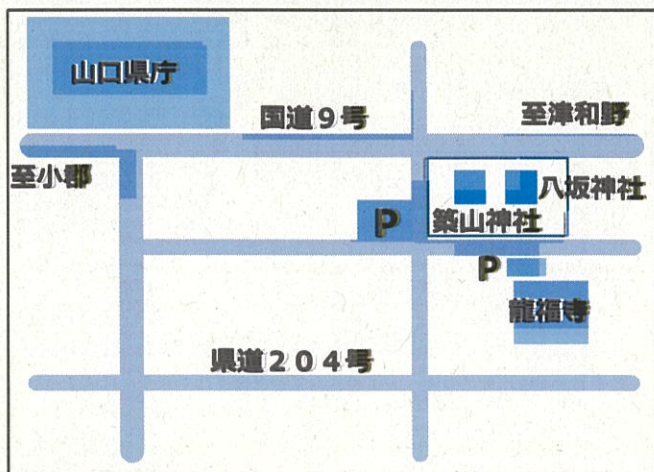 山口県庁
国道9号
至津和野
至小郡
八坂神社
P
築山神社
P
龍福寺
県道204号